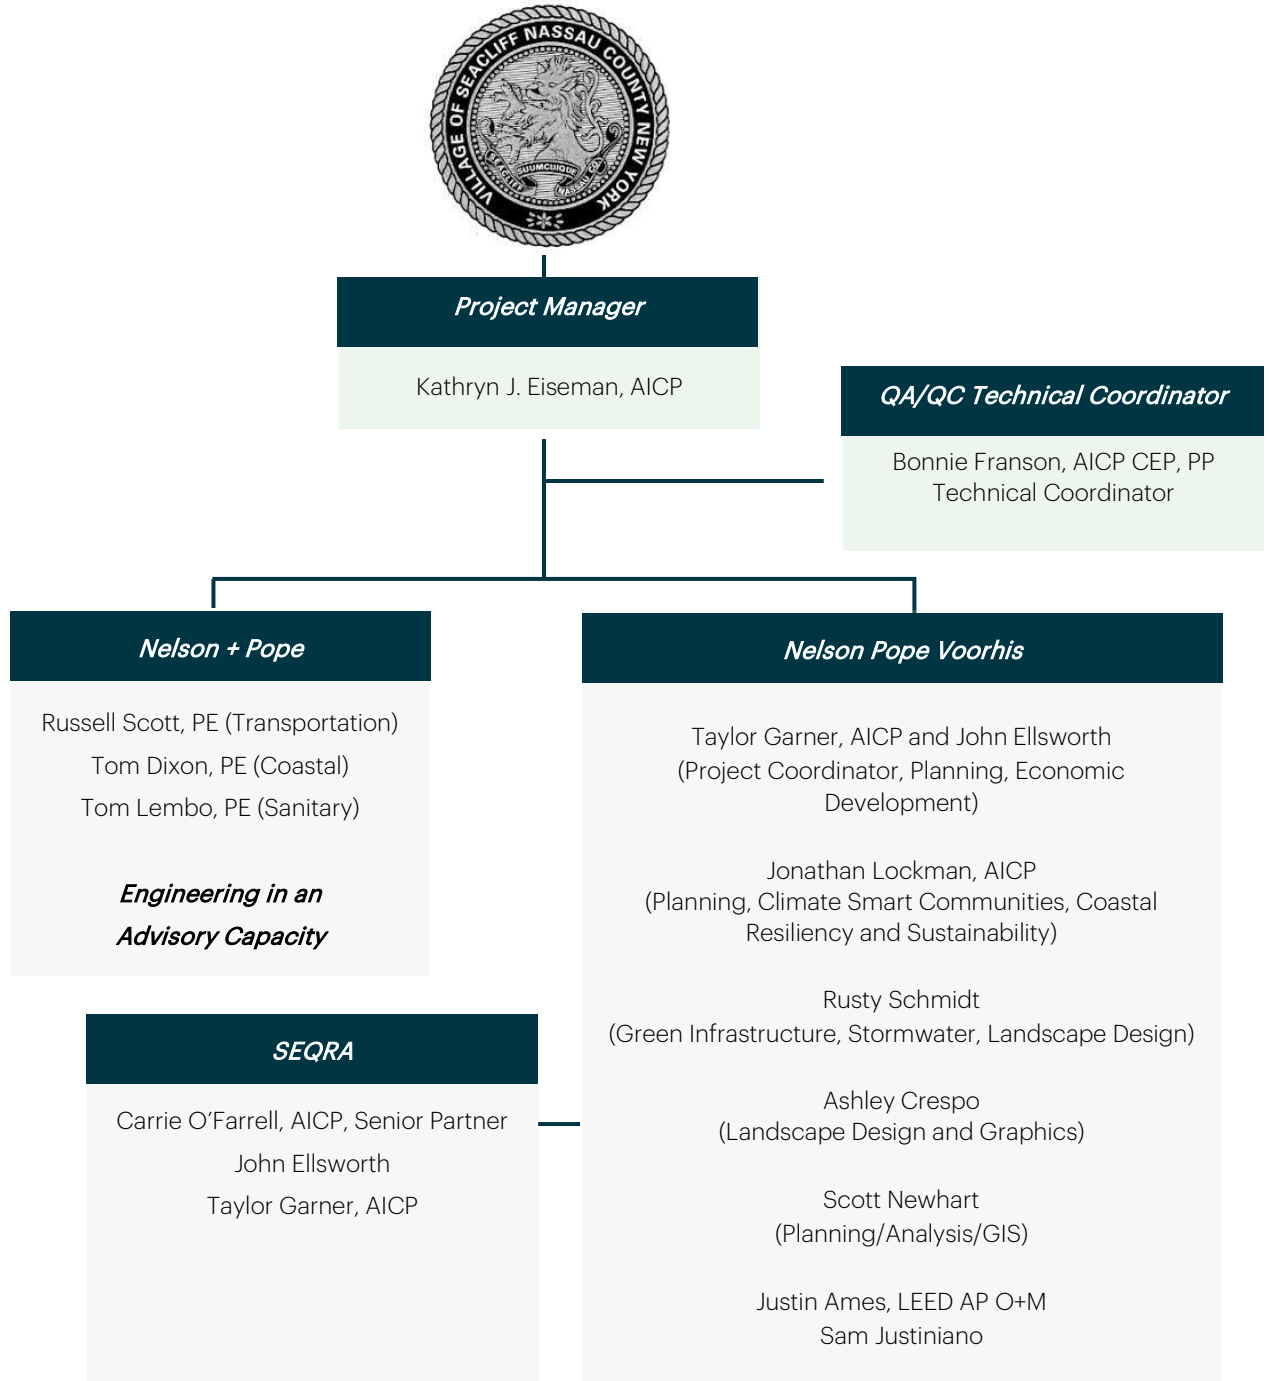 VILLAGE OF SEACLIFF NASSAU COUNTY NEW YORK
SEACLIFF
SUUMCUIQUE
NASSAU CO.
Project Manager
Kathryn J. Eiseman, AICP
QA/QC Technical Coordinator
Bonnie Franson, AICP CEP, PP
Technical Coordinator
Nelson + Pope
Russell Scott, PE (Transportation)
Tom Dixon, PE (Coastal)
Tom Lembo, PE (Sanitary)
Engineering in an
Advisory Capacity
Nelson Pope Voorhis
Taylor Garner, AICP and John Ellsworth
(Project Coordinator, Planning, Economic
Development)
Jonathan Lockman, AICP
(Planning, Climate Smart Communities, Coastal
Resiliency and Sustainability)
Rusty Schmidt
(Green Infrastructure, Stormwater, Landscape Design)
Ashley Crespo
(Landscape Design and Graphics)
Scott Newhart
(Planning/Analysis/GIS)
Justin Ames, LEED AP O+M
Sam Justiniano
SEQRA
Carrie O’Farrell, AICP, Senior Partner
John Ellsworth
Taylor Garner, AICP